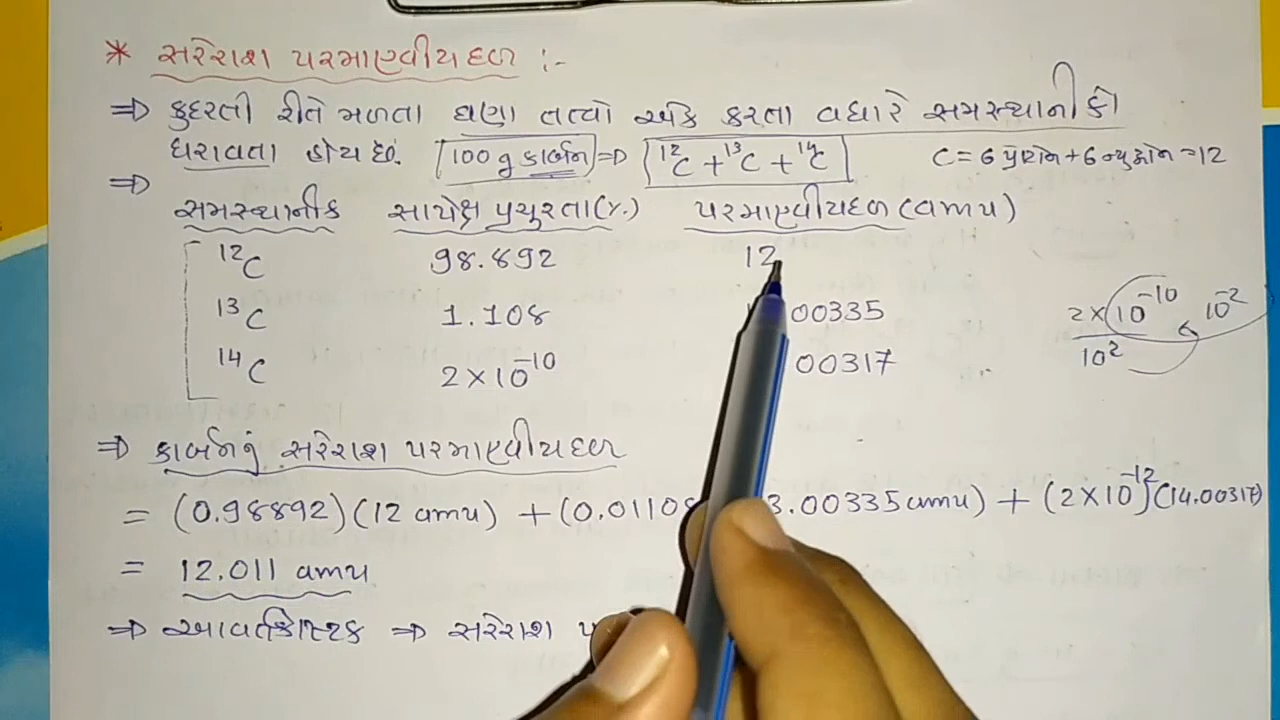 * સરેરાશ પરમાણ્વીયદળ :-
⇒ કુદરતી રીતે મળતા ઘણા તત્વો એક કરતા વધારે સમસ્થાનીકો
ધરાવતા હોય છે. 100 g કાર્બન ⇒ ¹²C + ¹³C + ¹⁴C C = 6 પ્રોટોન + 6 ન્યુટ્રોન = 12
⇒
સમસ્થાનીક સાપેક્ષ પ્રચુરતા (%) પરમાણ્વીયદળ (amu)
¹²C 98.892 12
¹³C 1.108 00335
¹⁴C 2×10⁻¹⁰ 00317
2×10⁻¹⁰ 10⁻²
10²
⇒ કાર્બનનું સરેરાશ પરમાણ્વીયદળ
= (0.98892) (12 amu) + (0.01108 3.00335 amu) + (2×10⁻¹²) (14.00317)
= 12.011 amu
⇒ આવર્તકોષ્ટક ⇒ સરેરાશ પ